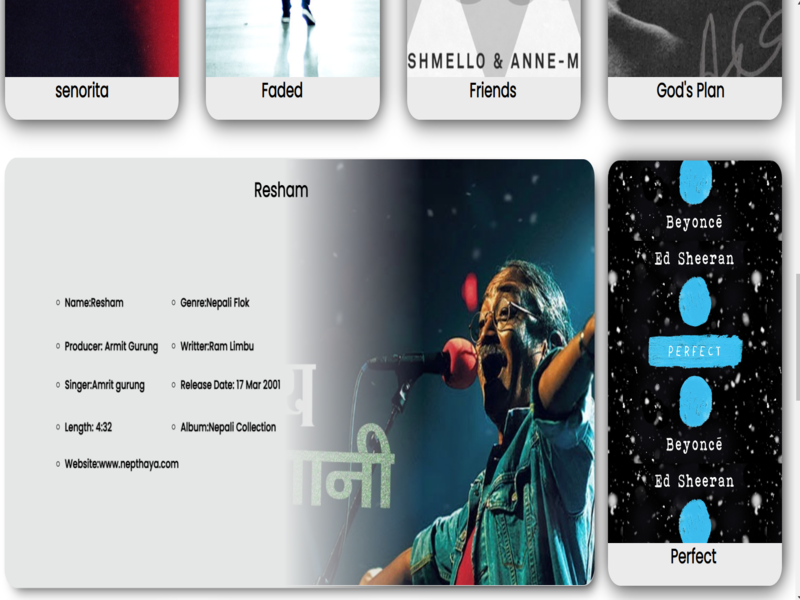 SHMELLO & ANNE-M
senorita
Faded
Friends
God's Plan
Resham
Name:Resham
Genre:Nepali Flok
Producer: Armit Gurung
Writter:Ram Limbu
Singer:Amrit gurung
Release Date: 17 Mar 2001
Length: 4:32
Album:Nepali Collection
Website:www.nepthaya.com
Beyoncé
Ed Sheeran
PERFECT
Beyoncé
Ed Sheeran
Perfect